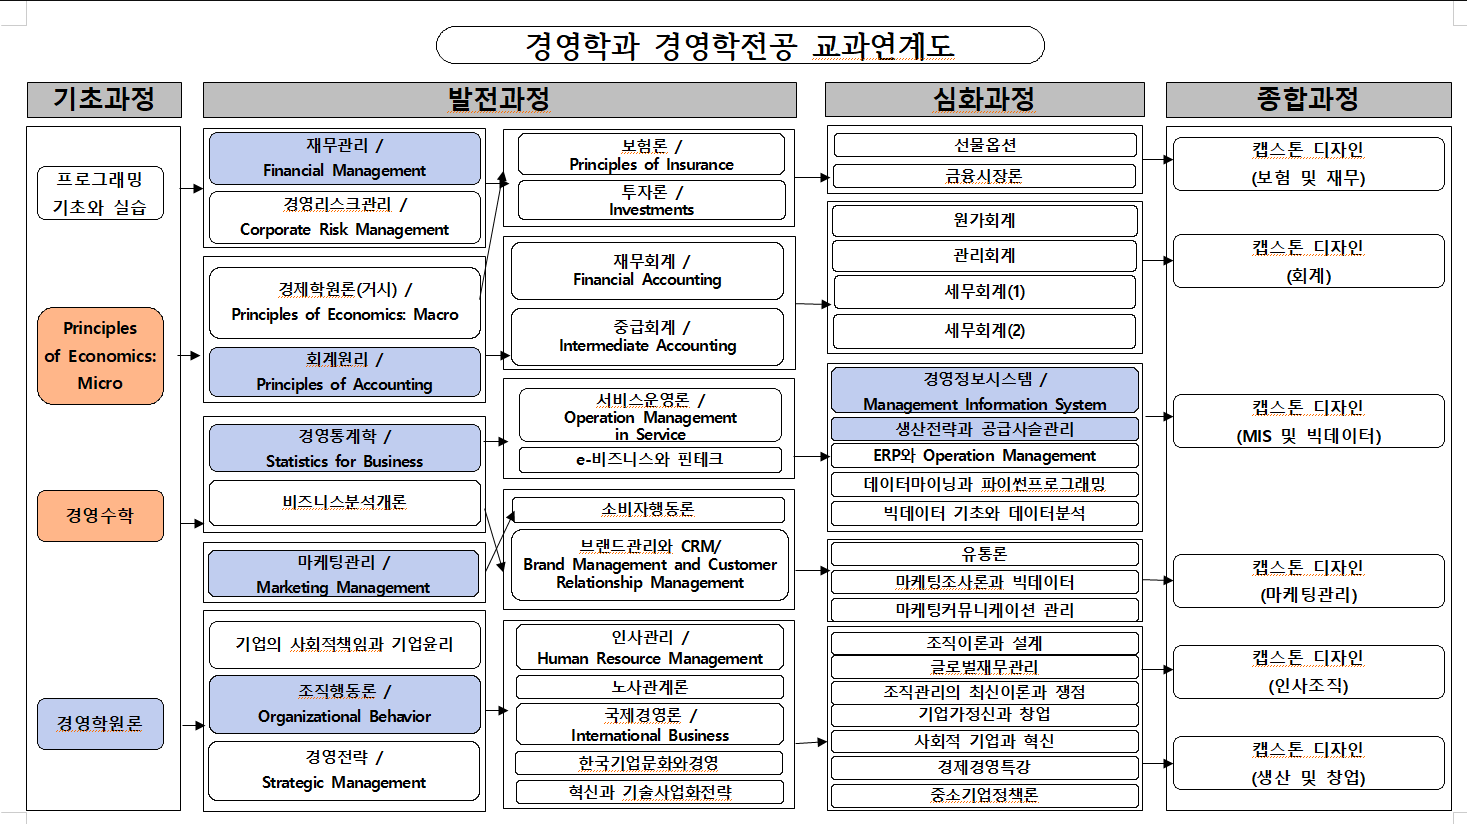 경영학과 경영학전공 교과연계도
기초과정
발전과정
심화과정
종합과정
프로그래밍
기초와 실습
Principles
of Economics:
Micro
경영수학
경영학원론
재무관리 /
Financial Management
경영리스크관리 /
Corporate Risk Management
경제학원론(거시) /
Principles of Economics: Macro
회계원리 /
Principles of Accounting
경영통계학 /
Statistics for Business
비즈니스분석개론
마케팅관리 /
Marketing Management
기업의 사회적책임과 기업윤리
조직행동론 /
Organizational Behavior
경영전략 /
Strategic Management
보험론 /
Principles of Insurance
투자론 /
Investments
재무회계 /
Financial Accounting
중급회계 /
Intermediate Accounting
서비스운영론 /
Operation Management
in Service
e-비즈니스와 핀테크
소비자행동론
브랜드관리와 CRM/
Brand Management and Customer
Relationship Management
인사관리 /
Human Resource Management
노사관계론
국제경영론 /
International Business
한국기업문화와경영
혁신과 기술사업화전략
선물옵션
금융시장론
원가회계
관리회계
세무회계(1)
세무회계(2)
경영정보시스템 /
Management Information System
생산전략과 공급사슬관리
ERP와 Operation Management
데이터마이닝과 파이썬프로그래밍
빅데이터 기초와 데이터분석
유통론
마케팅조사론과 빅데이터
마케팅커뮤니케이션 관리
조직이론과 설계
글로벌재무관리
조직관리의 최신이론과 쟁점
기업가정신과 창업
사회적 기업과 혁신
경제경영특강
중소기업정책론
캡스톤 디자인
(보험 및 재무)
캡스톤 디자인
(회계)
캡스톤 디자인
(MIS 및 빅데이터)
캡스톤 디자인
(마케팅관리)
캡스톤 디자인
(인사조직)
캡스톤 디자인
(생산 및 창업)